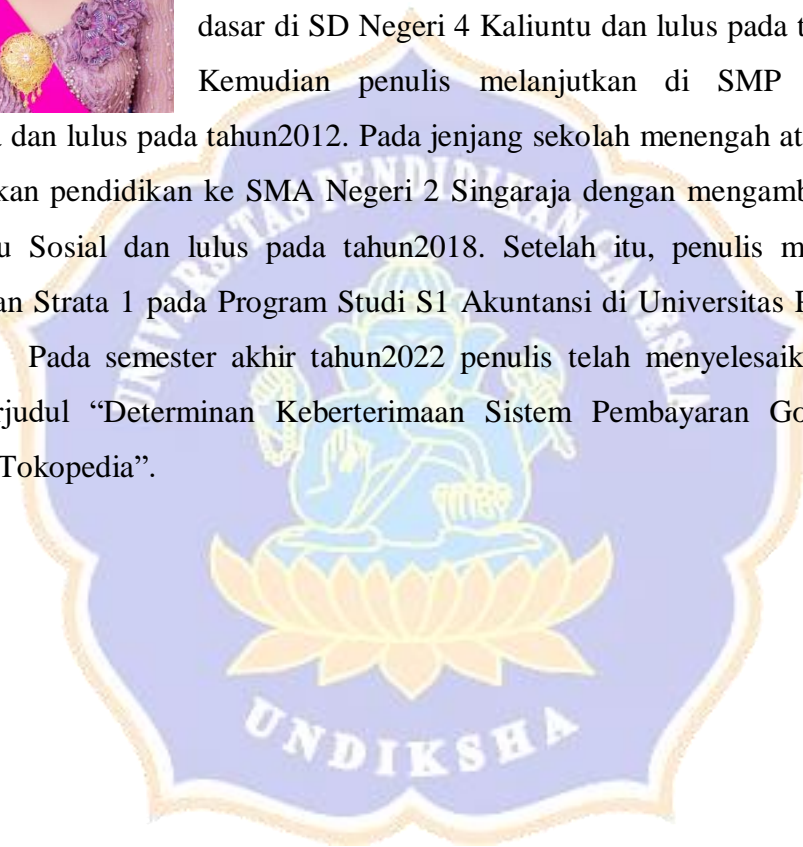 dasar di SD Negeri 4 Kaliuntu dan lulus pada t
Kemudian penulis melanjutkan di SMP
dan lulus pada tahun2012. Pada jenjang sekolah menengah at
kan pendidikan ke SMA Negeri 2 Singaraja dengan mengamb
u Sosial dan lulus pada tahun2018. Setelah itu, penulis m
an Strata 1 pada Program Studi S1 Akuntansi di Universitas
Pada semester akhir tahun2022 penulis telah menyelesaik
rjudul “Determinan Keberterimaan Sistem Pembayaran Go
Tokopedia”.
UNIVERSITAS PENDIDIKAN GANESHA
UNDIKSHA